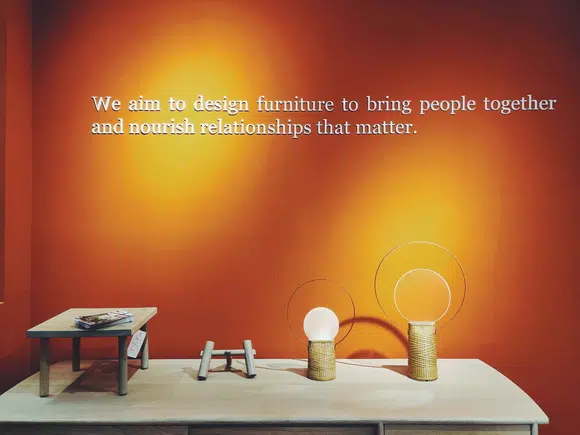 We aim to design furniture to bring people together
and nourish relationships that matter.